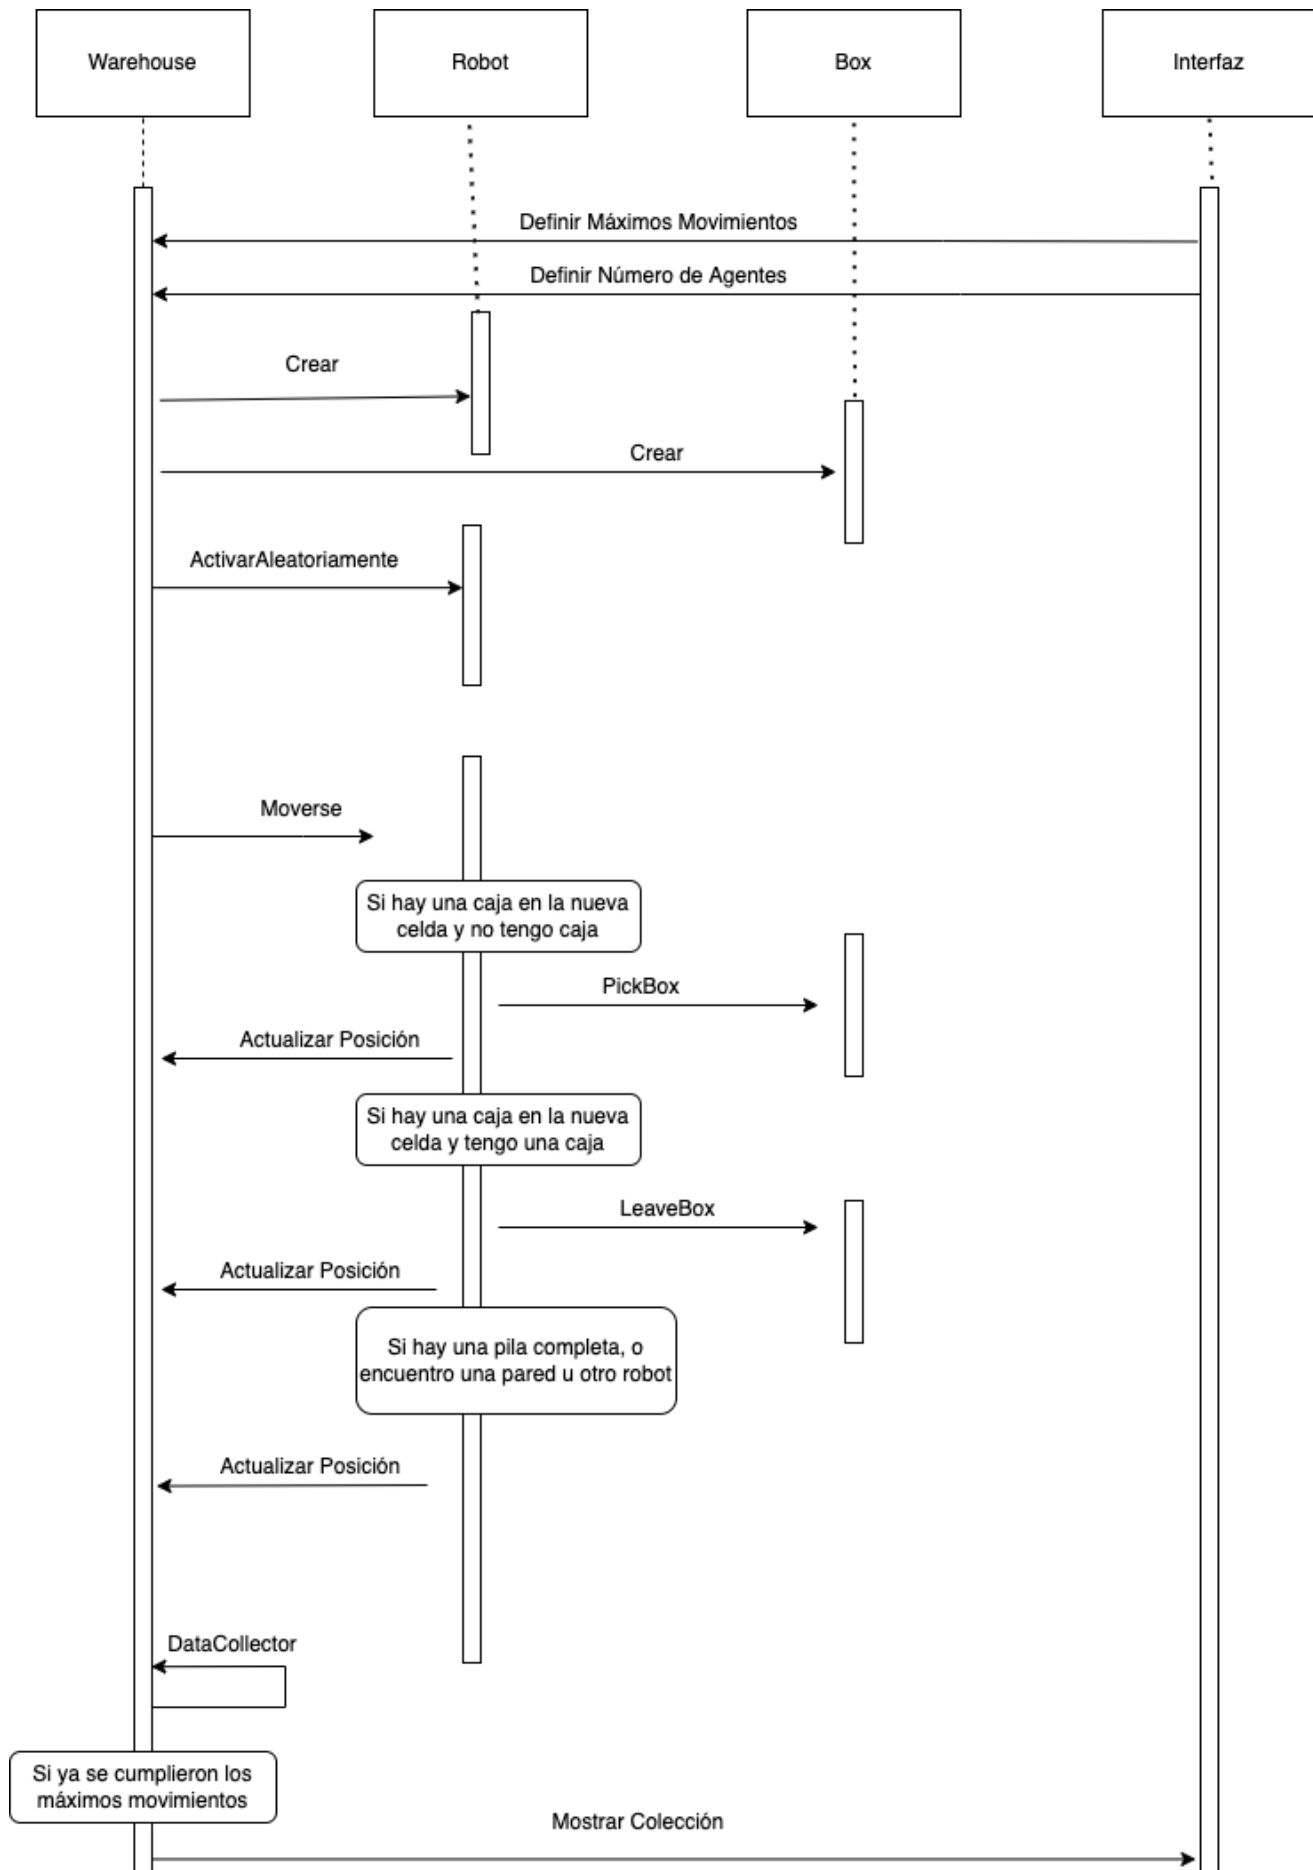 Warehouse
Robot
Box
Interfaz
Definir Máximos Movimientos
Definir Número de Agentes
Crear
Crear
ActivarAleatoriamente
Moverse
Si hay una caja en la nueva
celda y no tengo caja
PickBox
Actualizar Posición
Si hay una caja en la nueva
celda y tengo una caja
LeaveBox
Actualizar Posición
Si hay una pila completa, o
encuentro una pared u otro robot
Actualizar Posición
DataCollector
Si ya se cumplieron los
máximos movimientos
Mostrar Colección